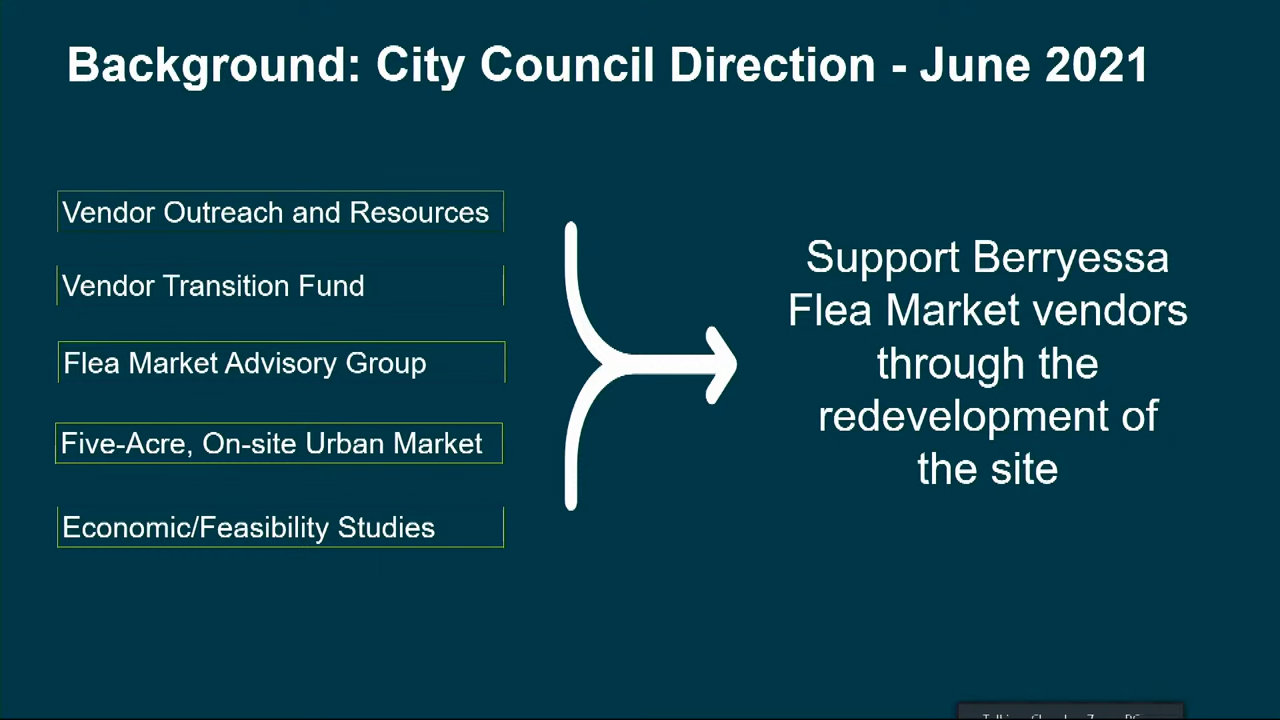 Background: City Council Direction - June 2021
Vendor Outreach and Resources
Vendor Transition Fund
Flea Market Advisory Group
Five-Acre, On-site Urban Market
Economic/Feasibility Studies
Support Berryessa
Flea Market vendors
through the
redevelopment of
the site